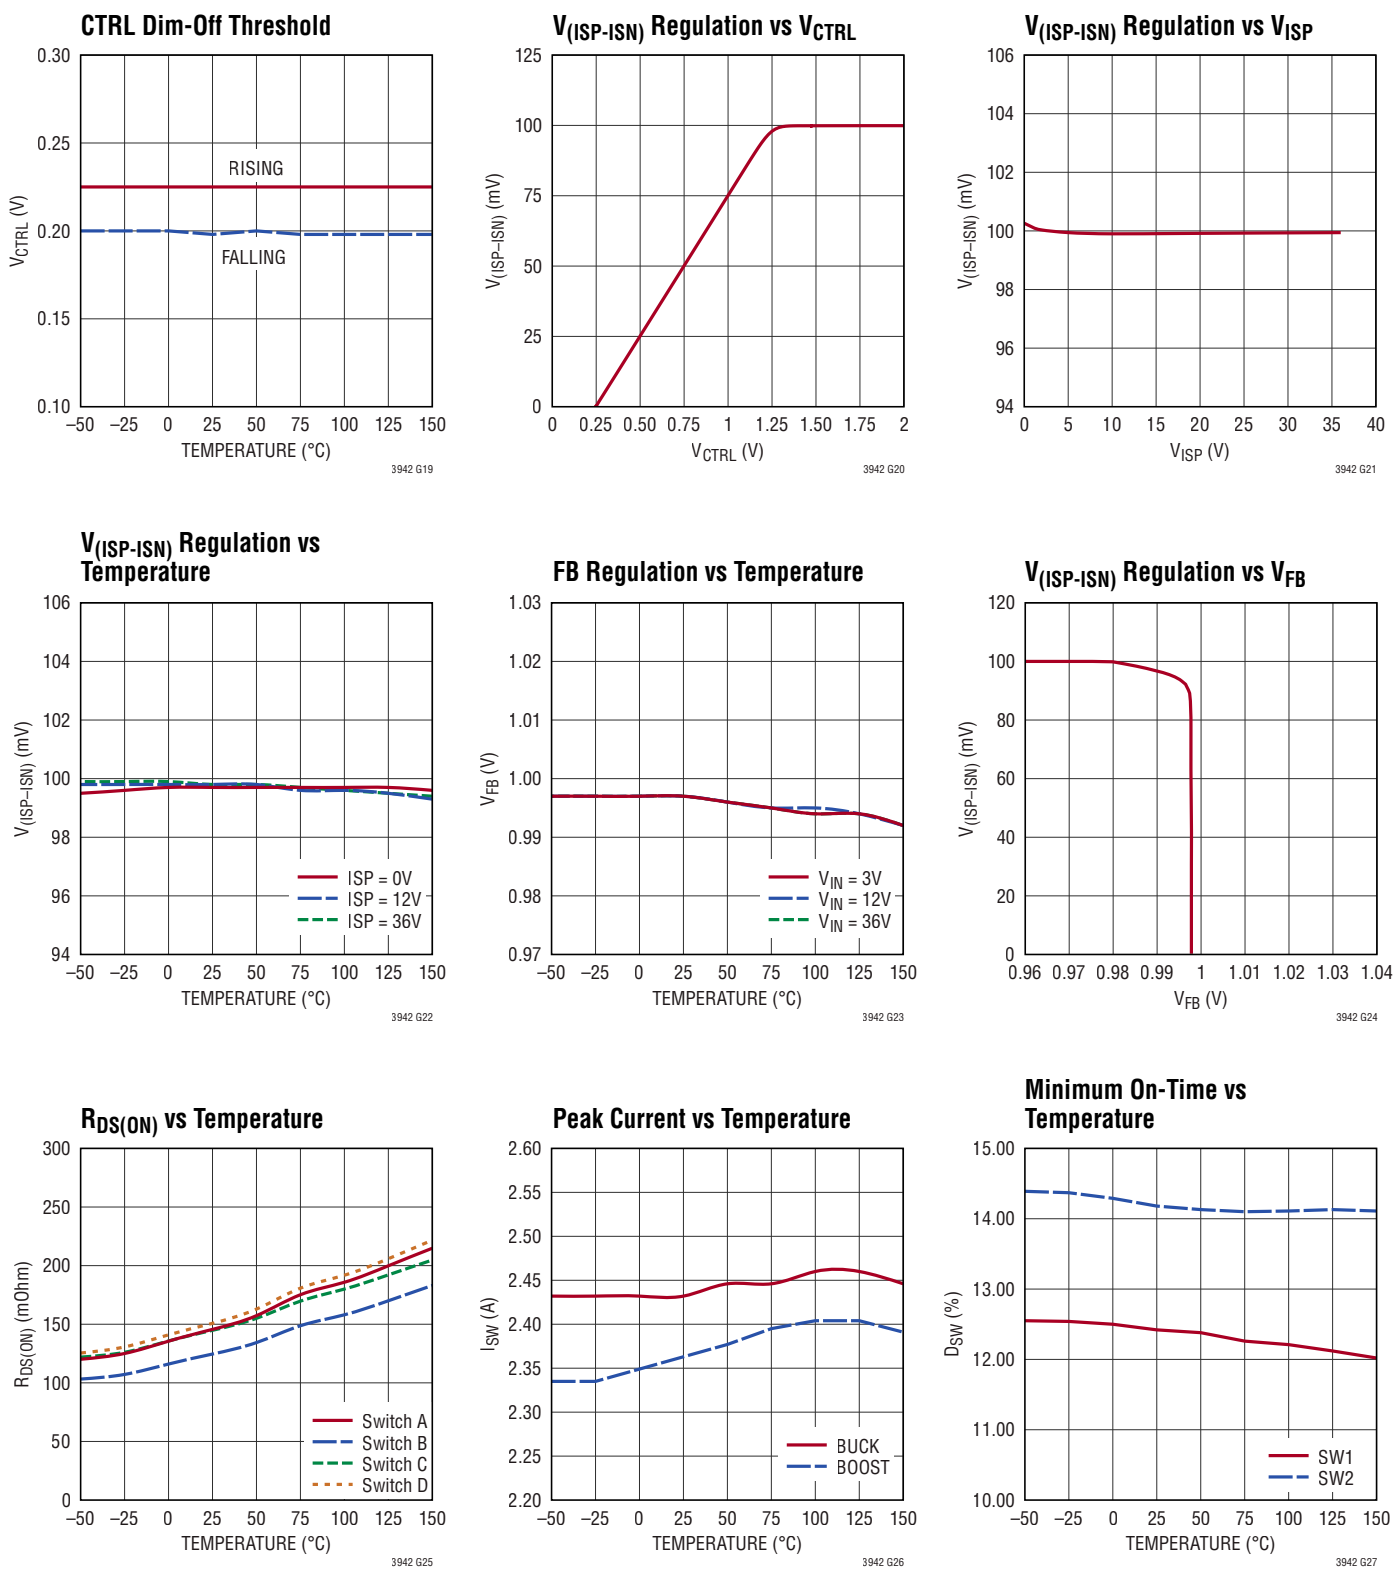 CTRL Dim-Off Threshold
0.30
0.25
0.20
0.15
0.10
VCTRL (V)
RISING
FALLING
–50 –25 0 25 50 75 100 125 150
TEMPERATURE (°C)
3942 G19
V(ISP-ISN) Regulation vs VCTRL
125
100
75
50
25
0
V(ISP–ISN) (mV)
0 0.25 0.50 0.75 1 1.25 1.50 1.75 2
VCTRL (V)
3942 G20
V(ISP-ISN) Regulation vs VISP
106
104
102
100
98
96
94
V(ISP–ISN) (mV)
0 5 10 15 20 25 30 35 40
VISP (V)
3942 G21
V(ISP-ISN) Regulation vs
Temperature
106
104
102
100
98
96
94
V(ISP–ISN) (mV)
ISP = 0V
ISP = 12V
ISP = 36V
–50 –25 0 25 50 75 100 125 150
TEMPERATURE (°C)
3942 G22
FB Regulation vs Temperature
1.03
1.02
1.01
1.00
0.99
0.98
0.97
VFB (V)
VIN = 3V
VIN = 12V
VIN = 36V
–50 –25 0 25 50 75 100 125 150
TEMPERATURE (°C)
3942 G23
V(ISP-ISN) Regulation vs VFB
120
100
80
60
40
20
0
V(ISP–ISN) (mV)
0.96 0.97 0.98 0.99 1 1.01 1.02 1.03 1.04
VFB (V)
3942 G24
RDS(ON) vs Temperature
300
250
200
150
100
50
0
RDS(ON) (mOhm)
Switch A
Switch B
Switch C
Switch D
–50 –25 0 25 50 75 100 125 150
TEMPERATURE (°C)
3942 G25
Peak Current vs Temperature
2.60
2.55
2.50
2.45
2.40
2.35
2.30
2.25
2.20
ISW (A)
BUCK
BOOST
–50 –25 0 25 50 75 100 125 150
TEMPERATURE (°C)
3942 G26
Minimum On-Time vs
Temperature
15.00
14.00
13.00
12.00
11.00
10.00
DSW (%)
SW1
SW2
–50 –25 0 25 50 75 100 125 150
TEMPERATURE (°C)
3942 G27